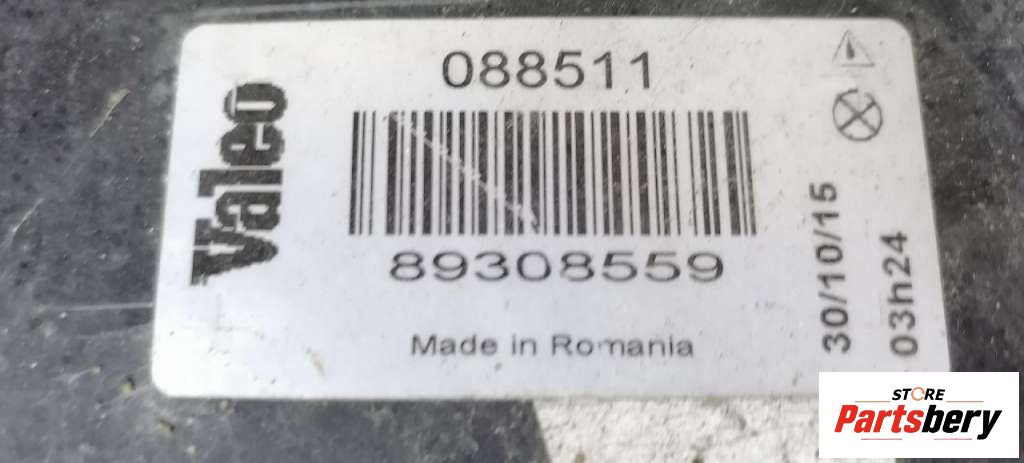 Valeo
088511
89308559
Made in Romania
30/10/15
03h24
STORE
Partsbery